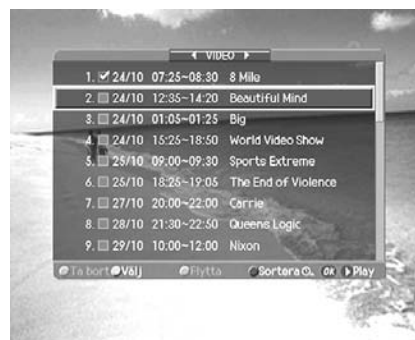 ◀ VIDEO ▶
1. ✔ 24/10 07:25~08:30 8 Mile
2. 24/10 12:35~14:20 Beautiful Mind
3. 24/10 01:05~01:25 Big
4. 24/10 15:25~18:50 World Video Show
5. 25/10 09:00~09:30 Sports Extreme
6. 25/10 18:25~19:05 The End of Violence
7. 27/10 20:00~22:00 Carrie
8. 28/10 21:30~22:50 Queens Logic
9. 29/10 10:00~12:00 Nixon
Ta bort Välj Flytta Sortera OK Play